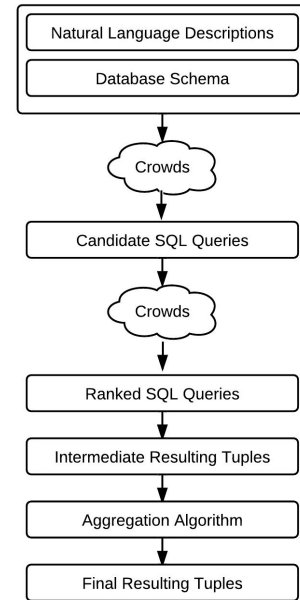 Natural Language Descriptions
Database Schema
Crowds
Candidate SQL Queries
Crowds
Ranked SQL Queries
Intermediate Resulting Tuples
Aggregation Algorithm
Final Resulting Tuples